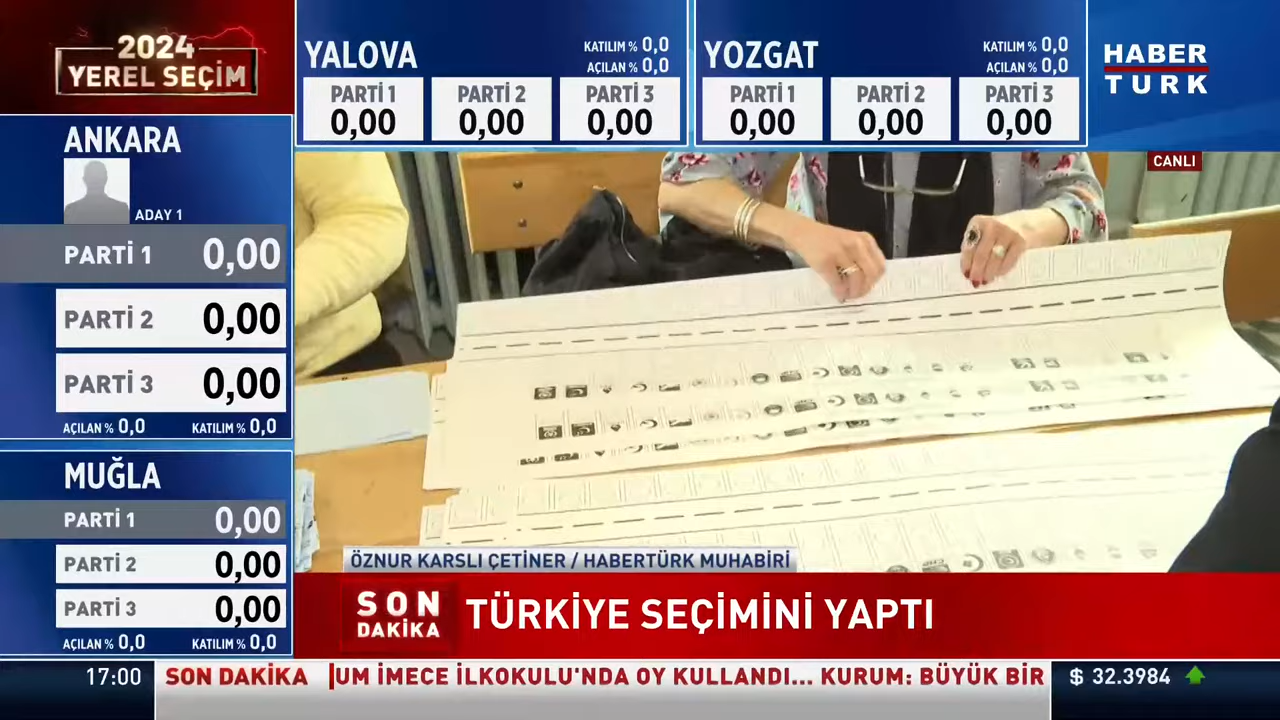 2024
YEREL SEÇİM
YALOVA
KATILIM % 0,0
AÇILAN % 0,0
PARTİ 1
PARTİ 2
PARTİ 3
0,00
0,00
0,00
YOZGAT
KATILIM % 0,0
AÇILAN % 0,0
PARTİ 1
PARTİ 2
PARTİ 3
0,00
0,00
0,00
HABER
TURK
CANLI
ANKARA
ADAY 1
PARTİ 1 0,00
PARTİ 2 0,00
PARTİ 3 0,00
AÇILAN % 0,0 KATILIM % 0,0
MUĞLA
PARTİ 1 0,00
PARTİ 2 0,00
PARTİ 3 0,00
AÇILAN % 0,0 KATILIM % 0,0
ÖZNUR KARSLI ÇETİNER / HABERTÜRK MUHABİRİ
SON
DAKİKA
TÜRKİYE SEÇİMİNİ YAPTI
17:00 SON DAKİKA UM İMECE İLKOKULU'NDA OY KULLANDI... KURUM: BÜYÜK BİR $ 32.3984